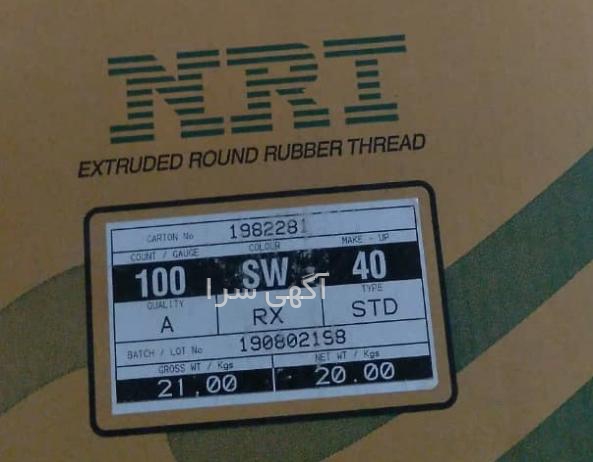 NRI
EXTRUDED ROUND RUBBER THREAD
CARTON No 1982281
COUNT / GAUGE COLOUR MAKE - UP
100 SW 40
آگهی سرا
QUALITY TYPE
A RX STD
BATCH / LOT No 190802198
GROSS WT / Kgs NET WT / Kgs
21.00 20.00